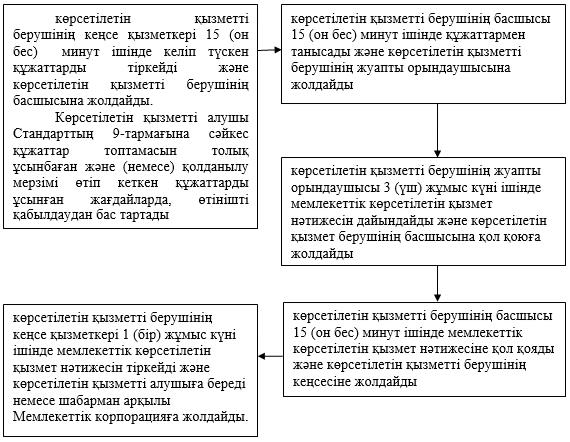 көрсетілетін қызметті
берушінің кеңсе қызметкері 15 (он
бес) минут ішінде келіп түскен
құжаттарды тіркейді және
көрсетілетін қызметті берушінің
басшысына жолдайды.
Көрсетілетін қызметті алушы
Стандарттың 9-тармағына сәйкес
құжаттар топтамасын толық
ұсынбаған және (немесе) қолданылу
мерзімі өтіп кеткен құжаттарды
ұсынған жағдайларда, өтінішті
қабылдаудан бас тартады
көрсетілетін қызметті берушінің басшысы
15 (он бес) минут ішінде құжаттармен
танысады және көрсетілетін қызметті
берушінің жуапты орындаушысына
жолдайды
көрсетілетін қызметті берушінің жуапты
орындаушысы 3 (үш) жұмыс күні ішінде
мемлекеттік көрсетілетін қызмет
нәтижесін дайындайды және көрсетілетін
қызмет берушінің басшысына қол қоюға
жолдайды
көрсетілетін қызметті берушінің басшысы
15 (он бес) минут ішінде мемлекеттік
көрсетілетін қызмет нәтижесіне қол қояды
және көрсетілетін қызметті берушінің
кеңсесіне жолдайды
көрсетілетін қызметті берушінің
кеңсе қызметкері 1 (бір) жұмыс күні
ішінде мемлекеттік көрсетілетін
қызмет нәтижесін тіркейді және
көрсетілетін қызметті алушыға береді
немесе шабарман арқылы
Мемлекеттік корпорацияға жолдайды.